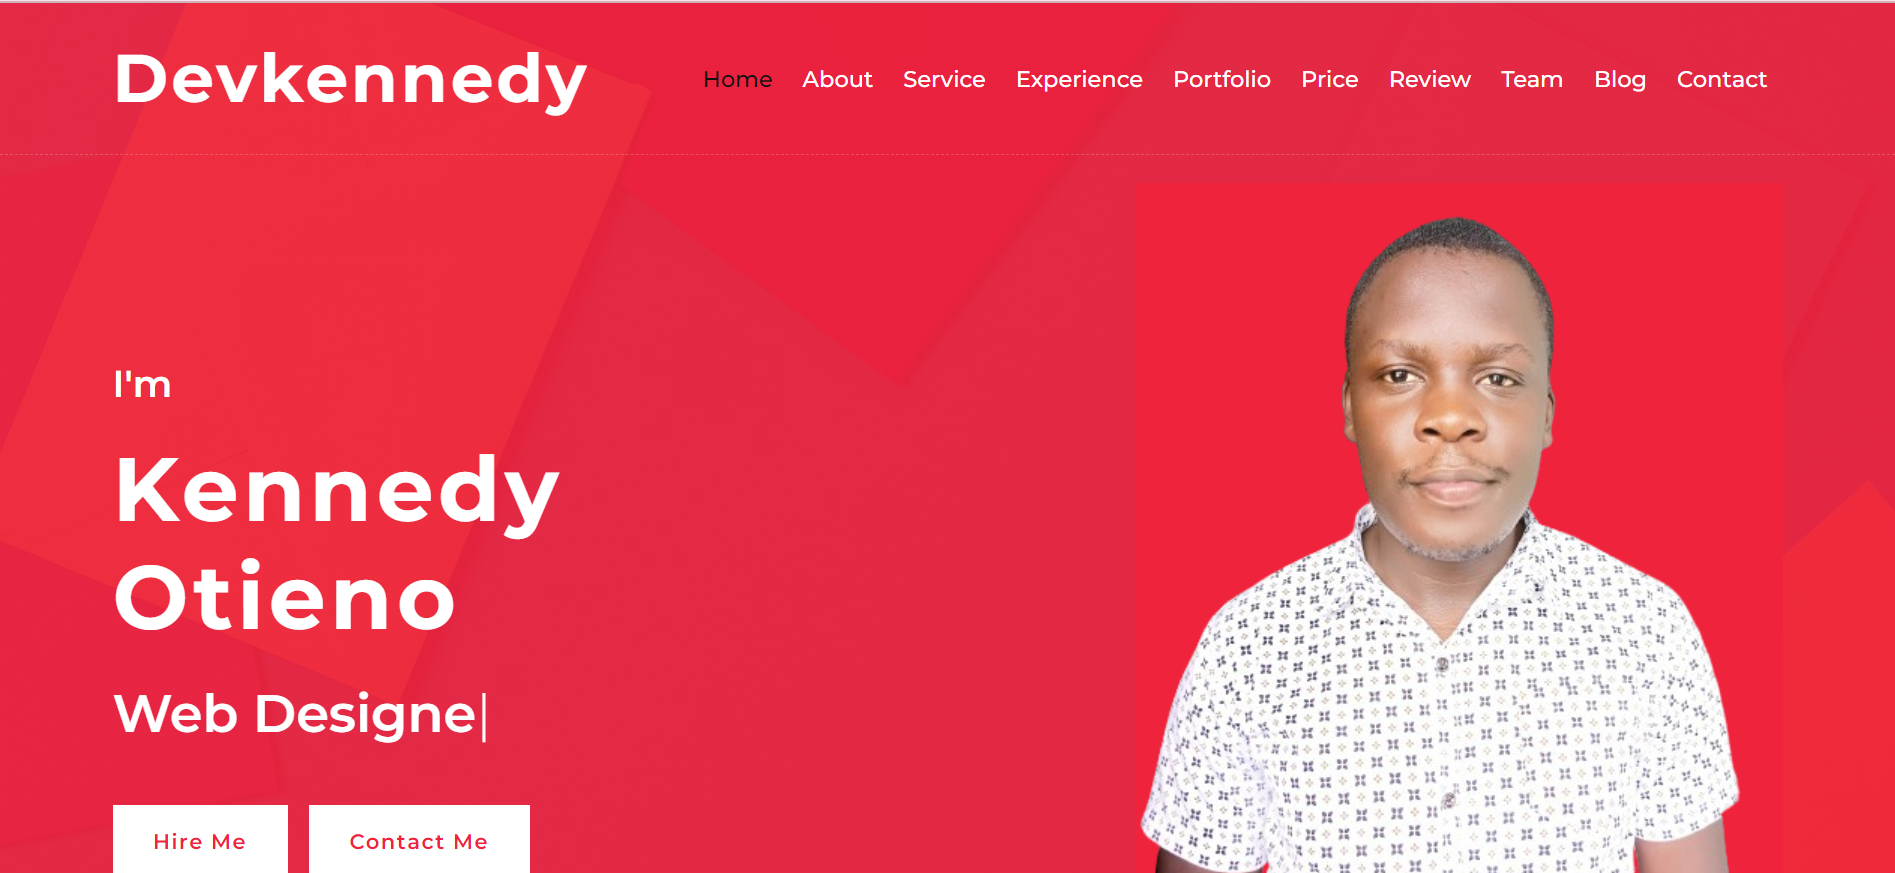 Devkennedy
Home About Service Experience Portfolio Price Review Team Blog Contact
I'm
Kennedy
Otieno
Web Designe
Hire Me
Contact Me